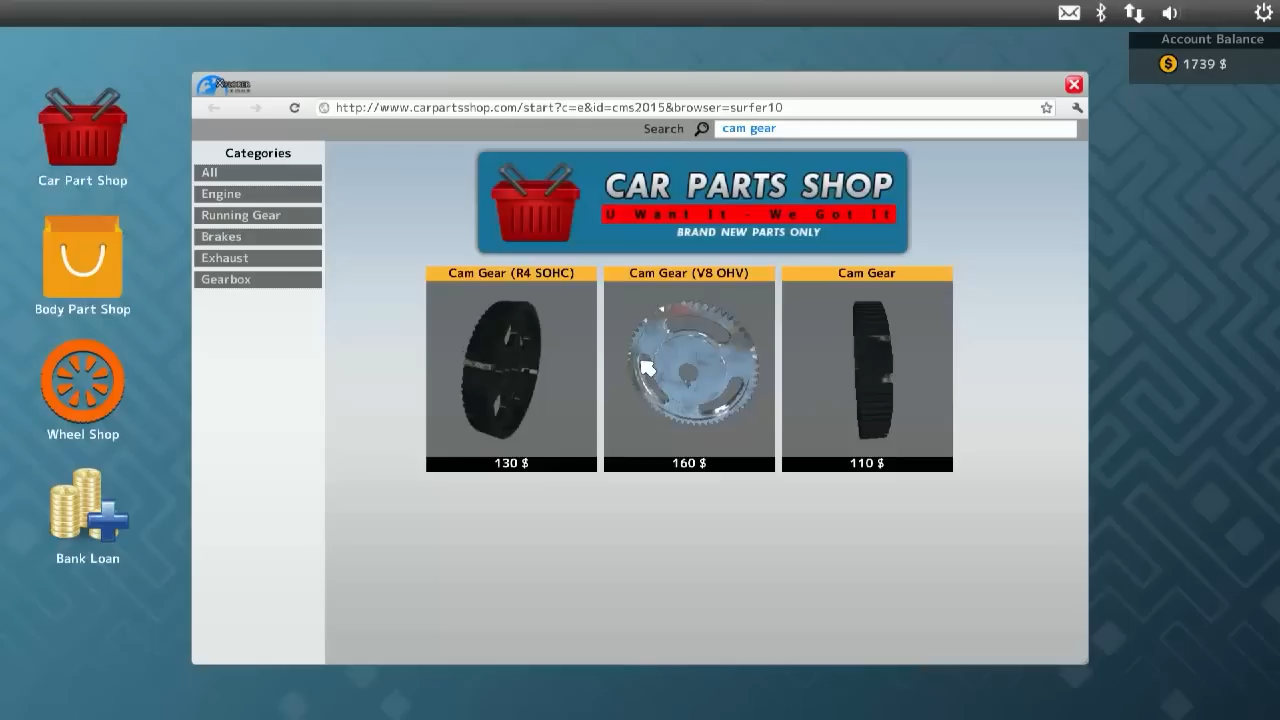 Account Balance
1739 $
http://www.carpartsshop.com/start?c=e&id=cms2015&browser=surfer10
Search
cam gear
Car Part Shop
Body Part Shop
Wheel Shop
Bank Loan
Categories
All
Engine
Running Gear
Brakes
Exhaust
Gearbox
CAR PARTS SHOP
U Want It - We Got It
BRAND NEW PARTS ONLY
Cam Gear (R4 SOHC)
130 $
Cam Gear (V8 OHV)
160 $
Cam Gear
110 $